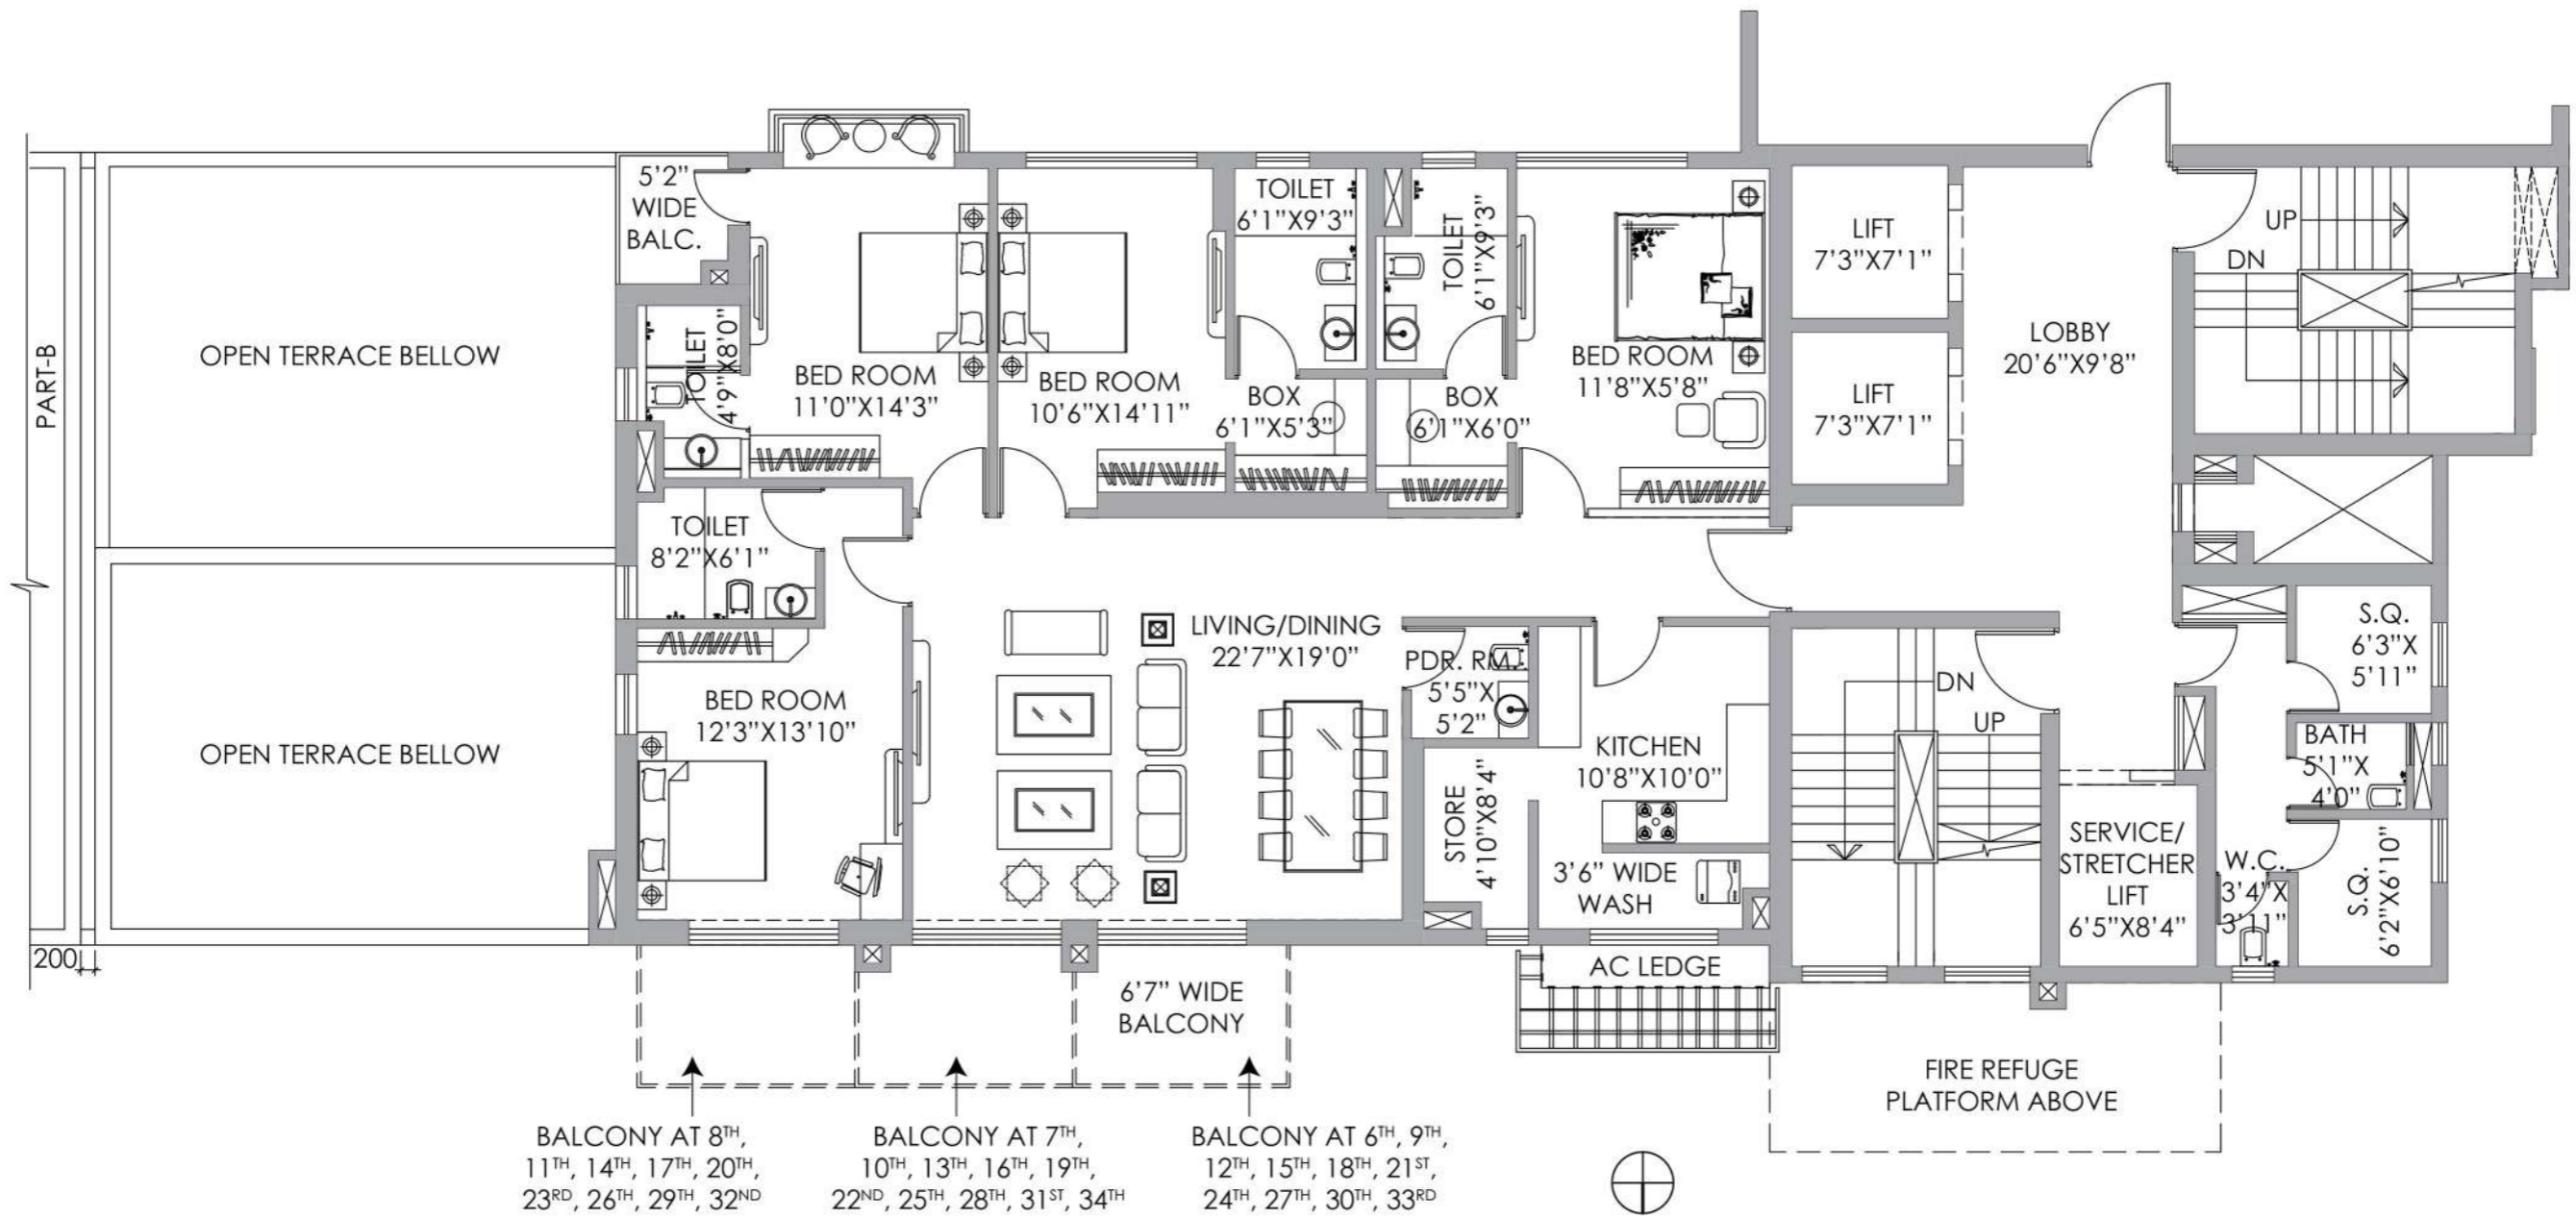 PART-B
OPEN TERRACE BELLOW
OPEN TERRACE BELLOW
200
5'2"
WIDE
BALC.
TOILET
4'9"X8'0"
BED ROOM
11'0"X14'3"
BED ROOM
10'6"X14'11"
TOILET
6'1"X9'3"
BOX
6'1"X5'3"
TOILET
6'1"X9'3"
BOX
6'1"X6'0"
BED ROOM
11'8"X5'8"
LIFT
7'3"X7'1"
LIFT
7'3"X7'1"
LOBBY
20'6"X9'8"
UP
DN
TOILET
8'2"X6'1"
BED ROOM
12'3"X13'10"
LIVING/DINING
22'7"X19'0"
PDR. RM.
5'5"X
5'2"
STORE
4'10"X8'4"
KITCHEN
10'8"X10'0"
3'6" WIDE
WASH
DN
UP
SERVICE/
STRETCHER
LIFT
6'5"X8'4"
S.Q.
6'3"X
5'11"
BATH
5'1"X
4'0"
W.C.
3'4"X
3'11"
S.Q.
6'2"X6'10"
AC LEDGE
6'7" WIDE
BALCONY
FIRE REFUGE
PLATFORM ABOVE
BALCONY AT 8TH,
11TH, 14TH, 17TH, 20TH,
23RD, 26TH, 29TH, 32ND
BALCONY AT 7TH,
10TH, 13TH, 16TH, 19TH,
22ND, 25TH, 28TH, 31ST, 34TH
BALCONY AT 6TH, 9TH,
12TH, 15TH, 18TH, 21ST,
24TH, 27TH, 30TH, 33RD